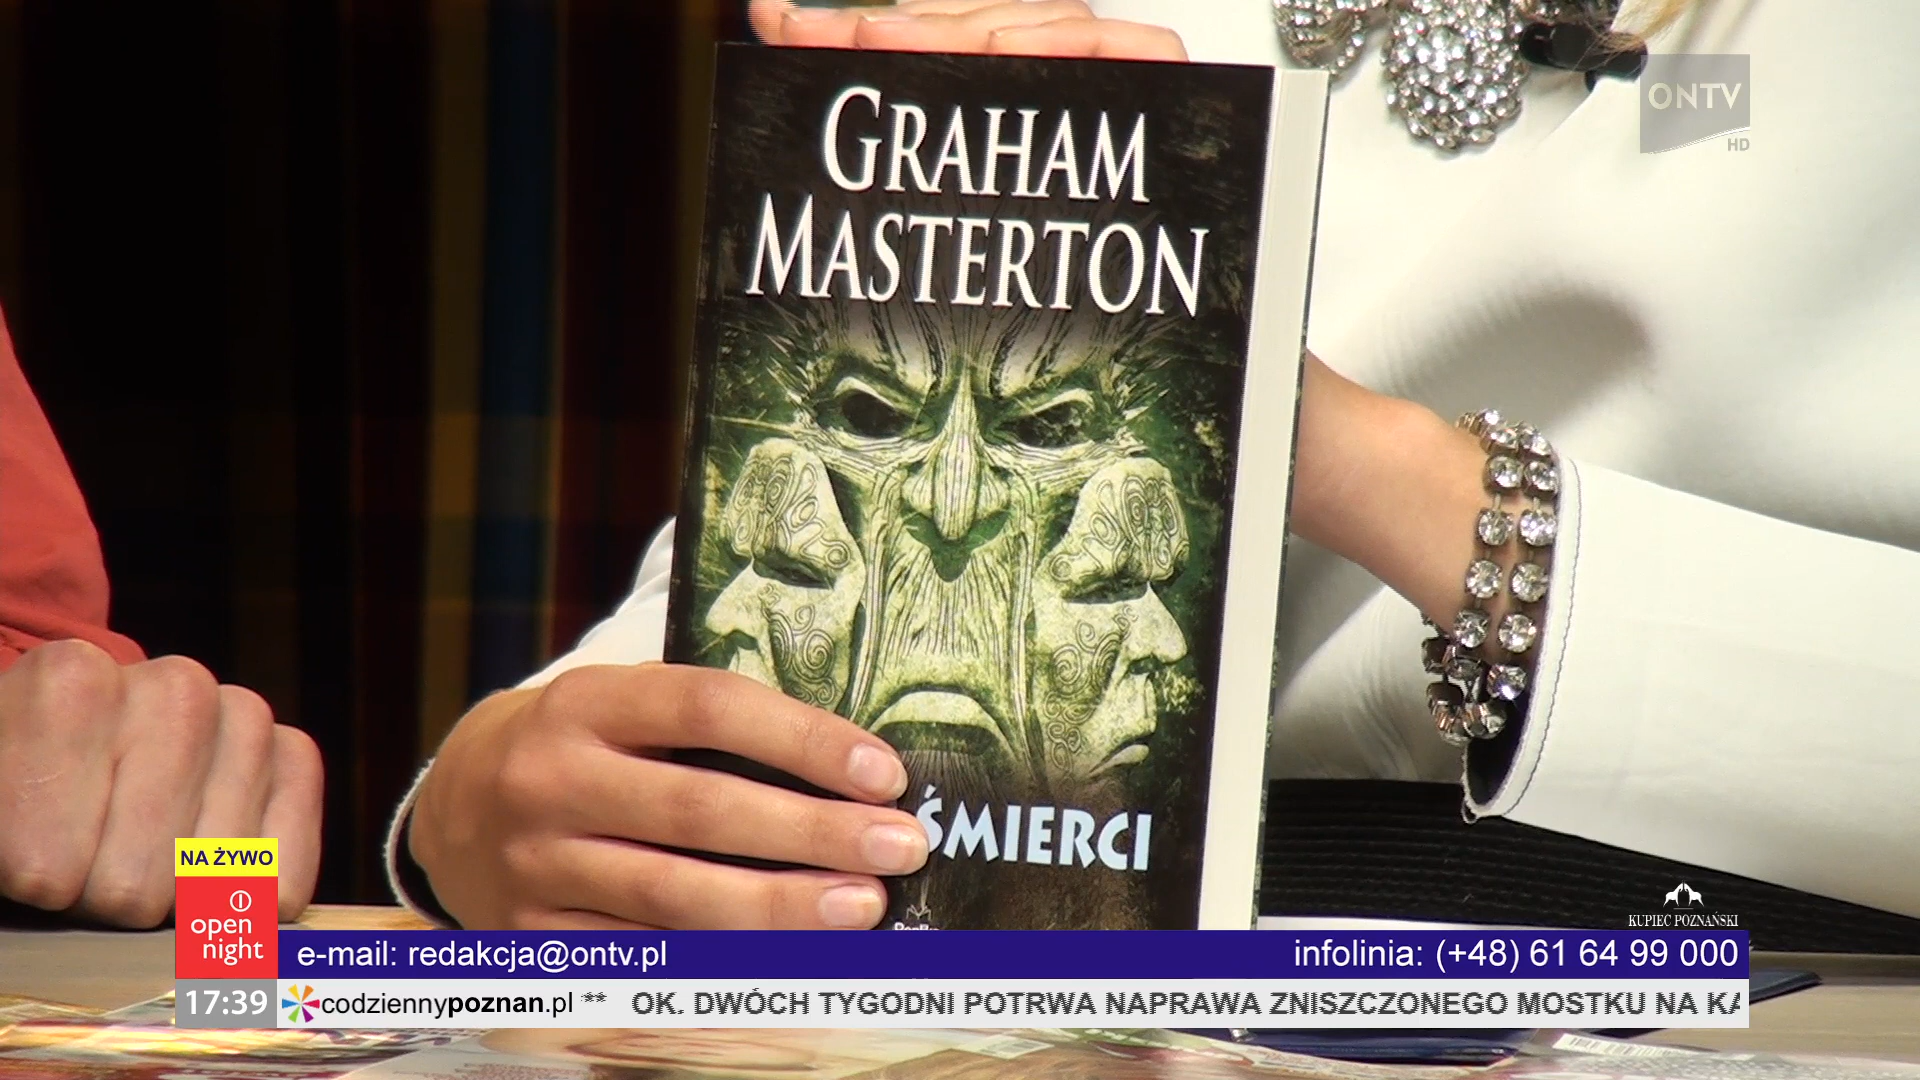 GRAHAM
MASTERTON
ŚMIERCI
ONTV
HD
KUPIEC POZNAŃSKI
NA ŻYWO
open
night
e-mail: redakcja@ontv.pl
infolinia: (+48) 61 64 99 000
17:39
codziennypoznan.pl ** OK. DWÓCH TYGODNI POTRWA NAPRAWA ZNISZCZONEGO MOSTKU NA KA